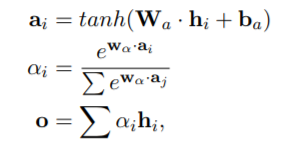 a_i = tanh(W_a · h_i + b_a)
α_i = e^{w_α·a_i} / ∑ e^{w_α·a_j}
o = ∑ α_i h_i,